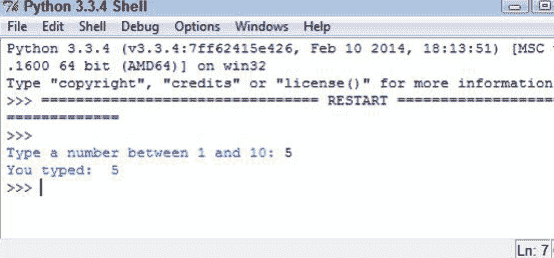 Python 3.3.4 Shell
File Edit Shell Debug Options Windows Help
Python 3.3.4 (v3.3.4:7ff62415e426, Feb 10 2014, 18:13:51) [MSC
.1600 64 bit (AMD64)] on win32
Type "copyright", "credits" or "license()" for more information
>>> ================================ RESTART ==================
=============
>>>
Type a number between 1 and 10: 5
You typed:  5
>>>
Ln: 7